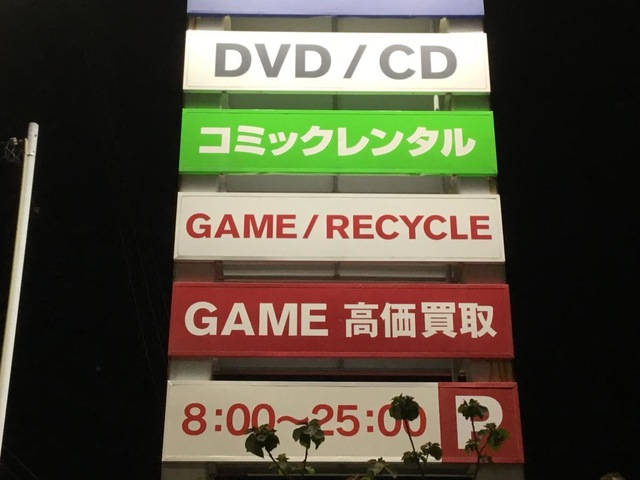 DVD / CD
コミックレンタル
GAME / RECYCLE
GAME 高価買取
8:00～25:00 P